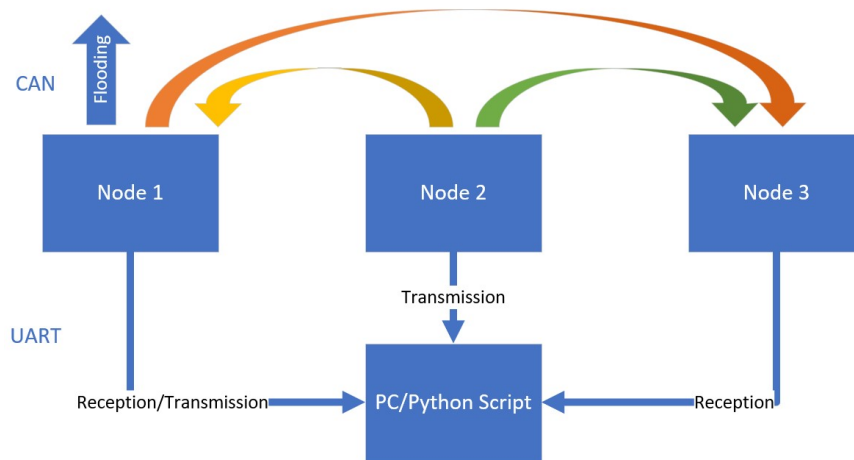 CAN
Flooding
Node 1
Node 2
Node 3
Transmission
UART
Reception/Transmission
PC/Python Script
Reception